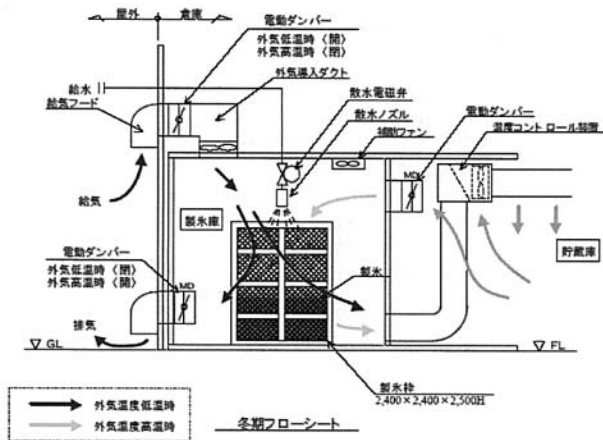 屋外
倉庫
電動ダンパー
外気低温時〈開〉
外気高温時〈閉〉
外気導入ダクト
給水
給気フード
散水電磁弁
散水ノズル
補助ファン
電動ダンパー
温度コントロール装置
MD
給気
製氷庫
貯蔵庫
電動ダンパー
外気低温時〈閉〉
外気高温時〈開〉
MD
製氷
排気
GL
FL
製氷枠
2,400×2,400×2,500H
外気温度低温時
外気温度高温時
冬期フローシート